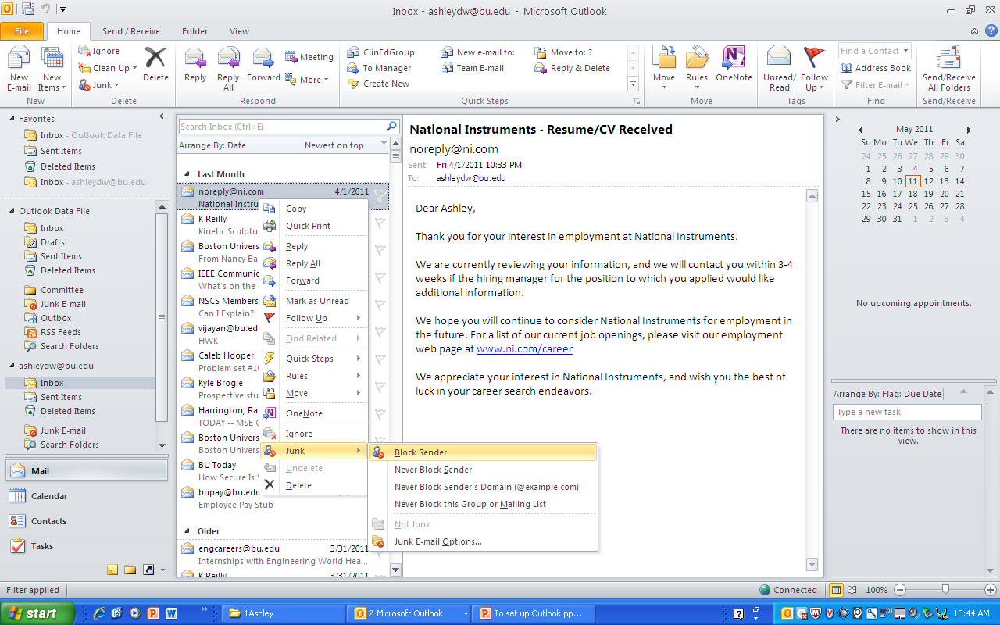 Inbox - ashleydw@bu.edu - Microsoft Outlook
File Home Send / Receive Folder View
New E-mail
New Items
Ignore
Clean Up
Junk
Delete
Reply
Reply All
Forward
Meeting
More
ClinEdGroup
To Manager
Create New
New e-mail to:
Team E-mail
Move to: ?
Reply & Delete
Move
Rules
OneNote
Unread/ Read
Follow Up
Find a Contact
Address Book
Filter E-mail
Send/Receive All Folders
New Delete Respond Quick Steps Move Tags Find Send/Receive
Favorites
Inbox - Outlook Data File
Sent Items
Deleted Items
Inbox - ashleydw@bu.edu
Outlook Data File
Inbox
Drafts
Sent Items
Deleted Items
Committee
Junk E-mail
Outbox
RSS Feeds
Search Folders
ashleydw@bu.edu
Inbox
Sent Items
Deleted Items
Junk E-mail
Search Folders
Mail
Calendar
Contacts
Tasks
Search Inbox (Ctrl+E)
Arrange By: Date Newest on top
Last Month
noreply@ni.com 4/1/2011
National Instru
K Reilly
Kinetic Sculptu
Boston Univers
From Nancy Ba
IEEE Communic
What's on the
NSCS Members
Can I Explain?
vijayan@bu.ed
HWK
Caleb Hooper
Problem set #10
Kyle Brogle
Prospective stu
Harrington, Ra
TODAY -- MSE C
Boston Univers
Boston Univers
BU Today
How Secure Is Y
bupay@bu.edu
Employee Pay Stub
Older
engcareers@bu.edu 3/31/2011
Internships with Engineering World Hea...
K Reilly 3/31/2011
Copy
Quick Print
Reply
Reply All
Forward
Mark as Unread
Follow Up
Find Related
Quick Steps
Rules
Move
OneNote
Ignore
Junk
Undelete
Delete
Block Sender
Never Block Sender
Never Block Sender's Domain (@example.com)
Never Block this Group or Mailing List
Not Junk
Junk E-mail Options...
National Instruments - Resume/CV Received
noreply@ni.com
Sent: Fri 4/1/2011 10:33 PM
To: ashleydw@bu.edu
Dear Ashley,
Thank you for your interest in employment at National Instruments.
We are currently reviewing your information, and we will contact you within 3-4
weeks if the hiring manager for the position to which you applied would like
additional information.
We hope you will continue to consider National Instruments for employment in
the future. For a list of our current job openings, please visit our employment
web page at www.ni.com/career
We appreciate your interest in National Instruments, and wish you the best of
luck in your career search endeavors.
May 2011
Su Mo Tu We Th Fr Sa
24 25 26 27 28 29 30
1 2 3 4 5 6 7
8 9 10 11 12 13 14
15 16 17 18 19 20 21
22 23 24 25 26 27 28
29 30 31 1 2 3 4
No upcoming appointments.
Arrange By: Flag: Due Date
Type a new task
There are no items to show in this
view.
Filter applied Connected 100%
start 1Ashley 2 Microsoft Outlook To set up Outlook.pp... 10:44 AM